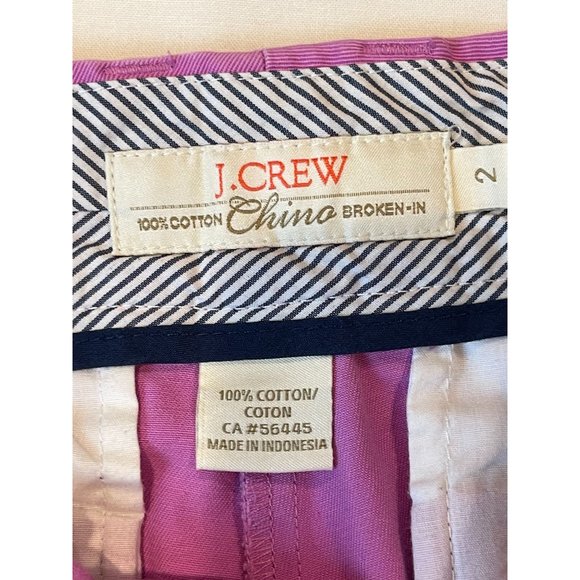 J.CREW
100% COTTON Chino BROKEN-IN
2
100% COTTON/
COTON
CA #56445
MADE IN INDONESIA